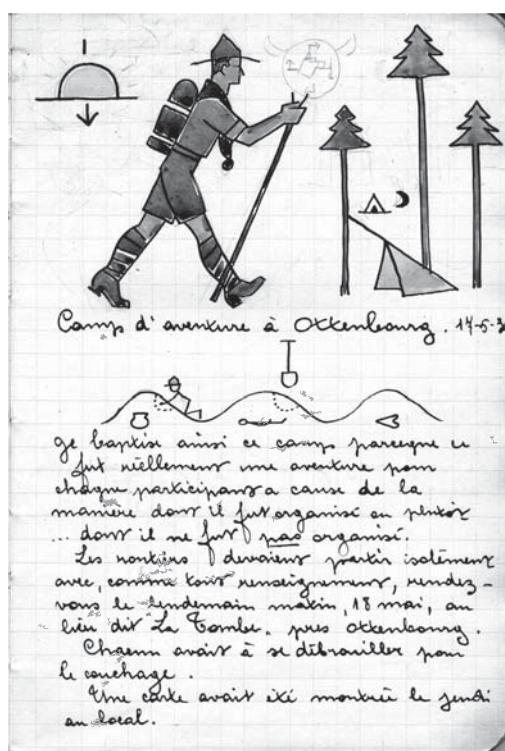 Camp d'aventure à Ottenbourg. 17-5-3
Je baptise ainsi ce camp parceque ce
fut réellement une aventure pour
chaque participant a cause de la
manière dont il fut organisé ou plutôt
... dont il ne fut pas organisé.
Les routiers devaient partir isolément
avec, comme tout renseignement, rendez-
vous le lendemain matin, 18 mai, au
lieu dit La Tombe. près Ottenbourg.
Chacun avait à se débrouiller pour
le couchage.
Une carte avait été montrée le jeudi
au local.